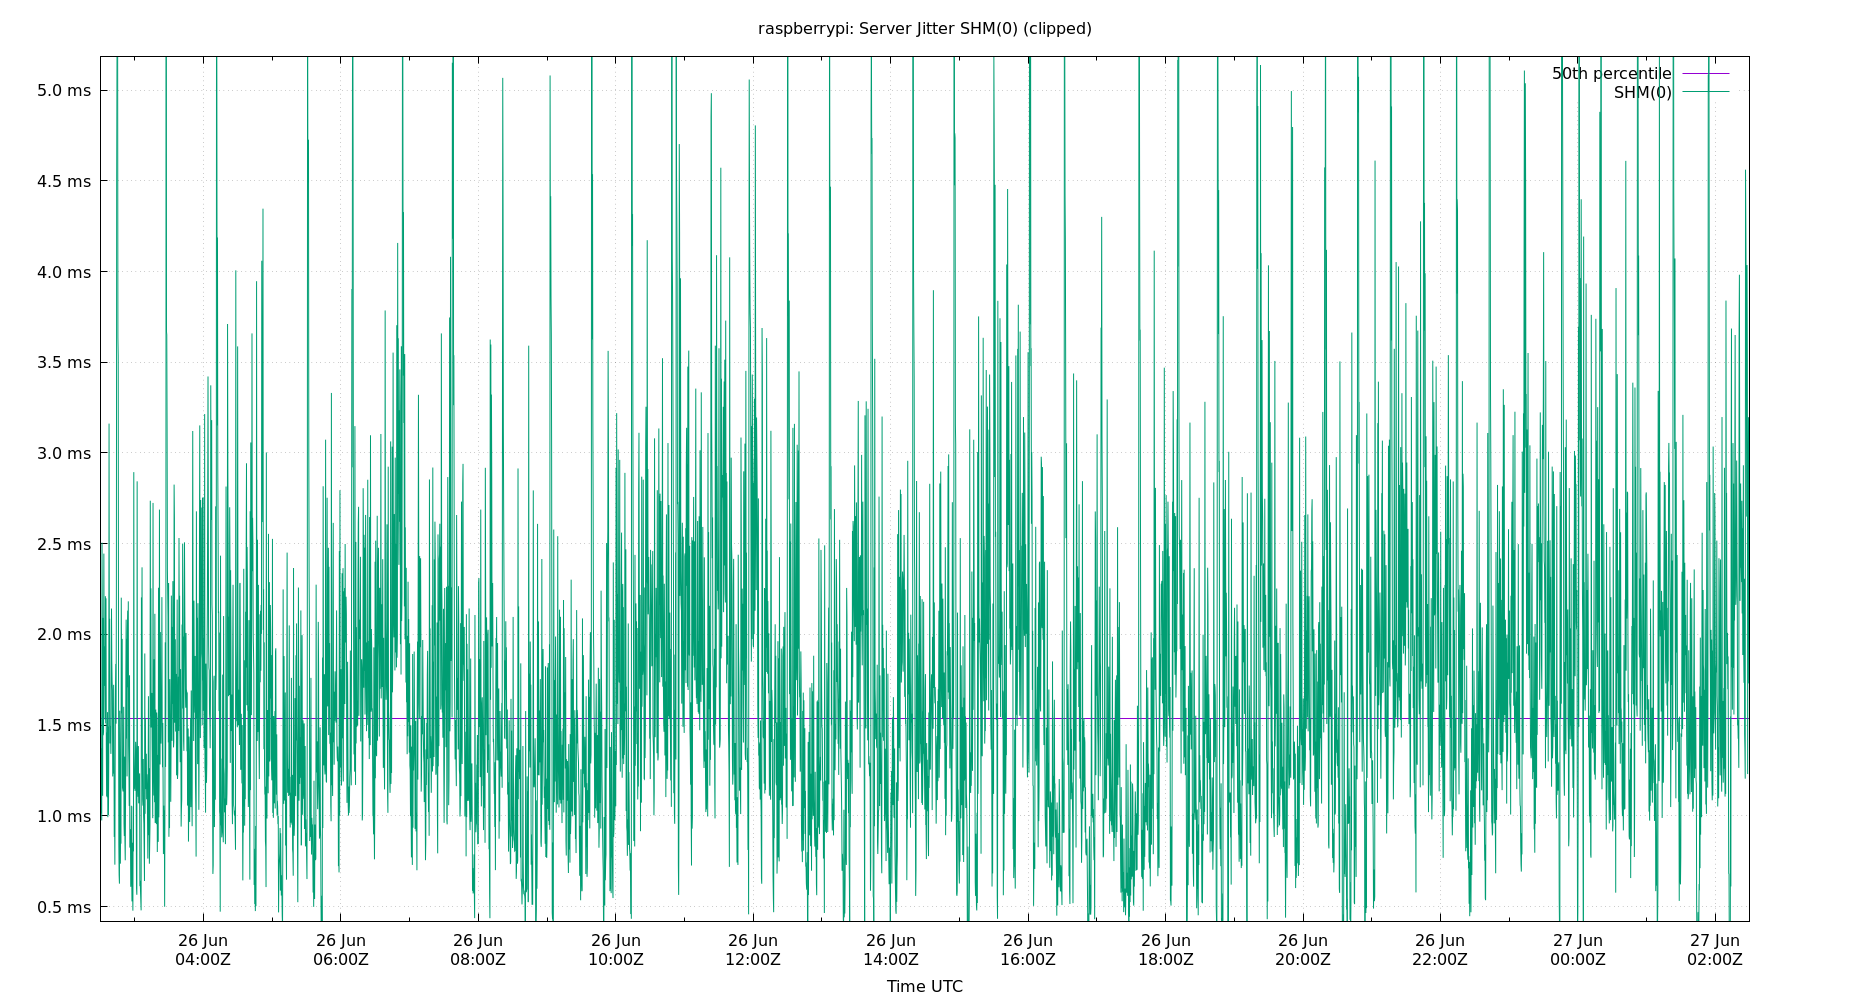 raspberrypi: Server Jitter SHM(0) (clipped)
50th percentile
SHM(0)
5.0 ms
4.5 ms
4.0 ms
3.5 ms
3.0 ms
2.5 ms
2.0 ms
1.5 ms
1.0 ms
0.5 ms
26 Jun 26 Jun 26 Jun 26 Jun 26 Jun 26 Jun 26 Jun 26 Jun 26 Jun 26 Jun 27 Jun 27 Jun
04:00Z 06:00Z 08:00Z 10:00Z 12:00Z 14:00Z 16:00Z 18:00Z 20:00Z 22:00Z 00:00Z 02:00Z
Time UTC